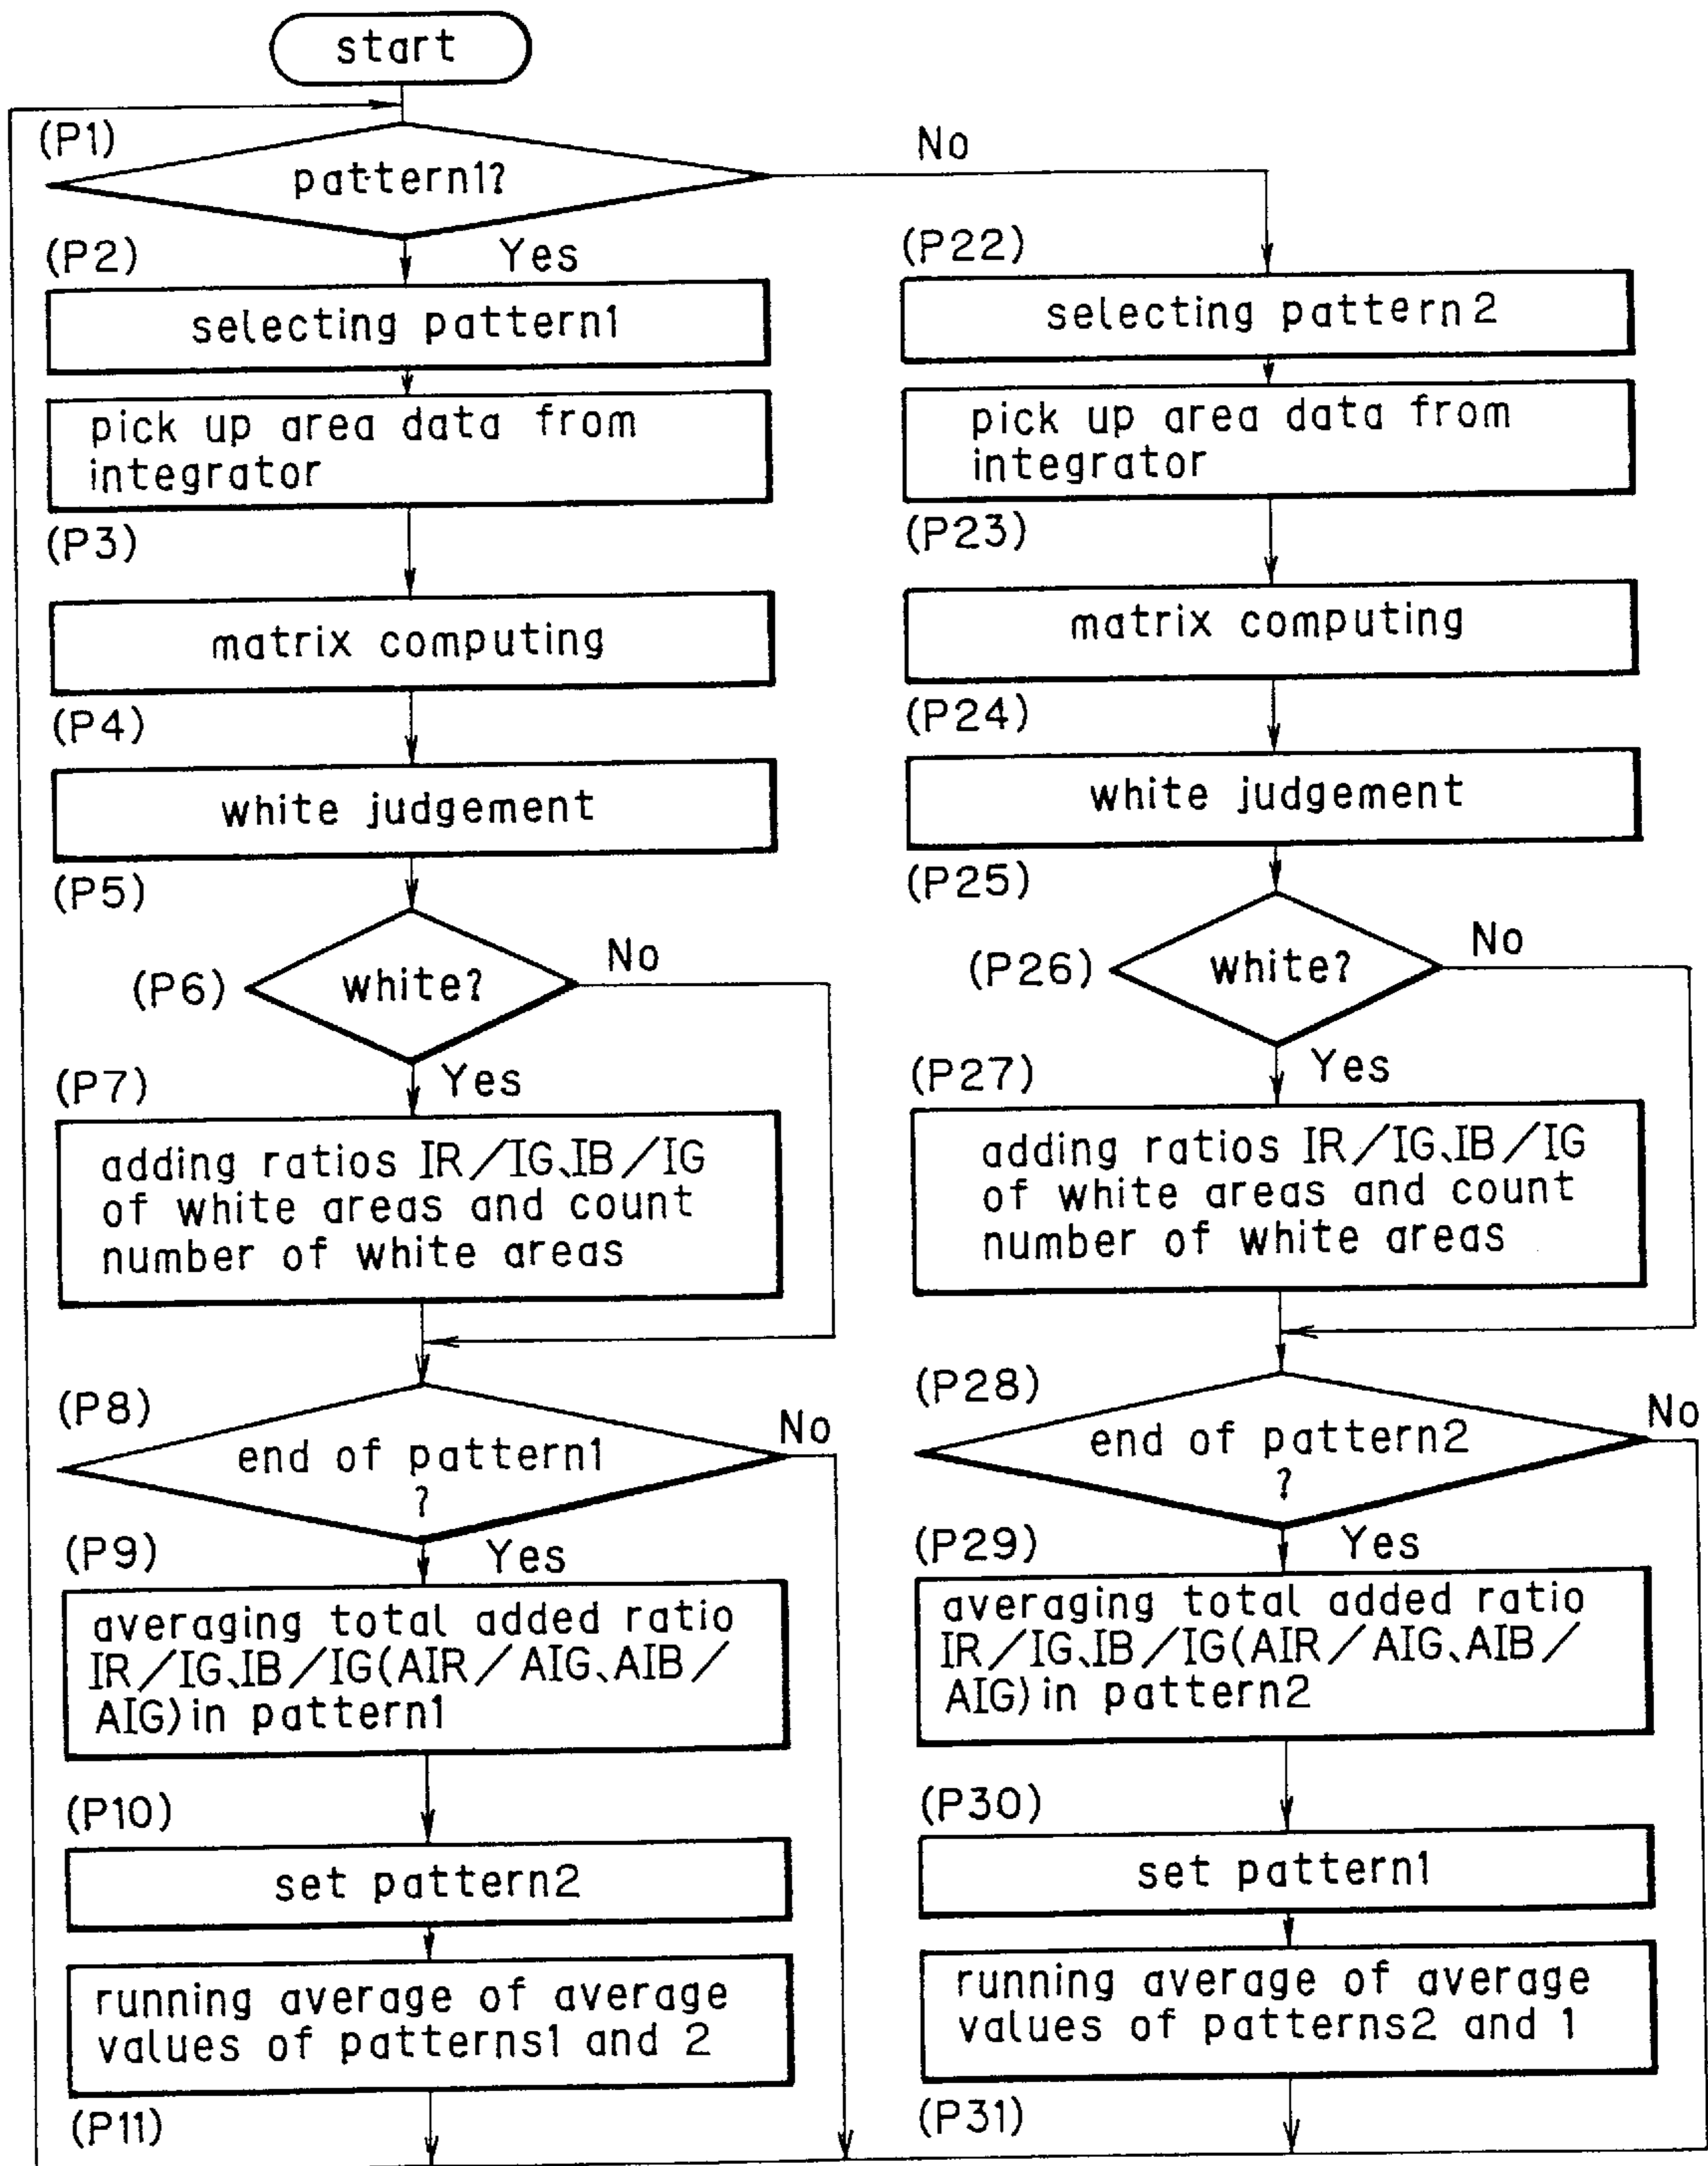 start
(P1)
pattern1?
No
(P2)
Yes
selecting pattern1
pick up area data from
integrator
(P3)
matrix computing
(P4)
white judgement
(P5)
(P6)
white?
No
(P7)
Yes
adding ratios IR/IG、IB/IG
of white areas and count
number of white areas
(P8)
No
end of pattern1
?
(P9)
Yes
averaging total added ratio
IR/IG、IB/IG(AIR/AIG、AIB/
AIG)in pattern1
(P10)
set pattern2
running average of average
values of patterns1 and 2
(P11)
(P22)
selecting pattern2
pick up area data from
integrator
(P23)
matrix computing
(P24)
white judgement
(P25)
(P26)
white?
No
(P27)
Yes
adding ratios IR/IG、IB/IG
of white areas and count
number of white areas
(P28)
No
end of pattern2
?
(P29)
Yes
averaging total added ratio
IR/IG、IB/IG(AIR/AIG、AIB/
AIG)in pattern2
(P30)
set pattern1
running average of average
values of patterns2 and 1
(P31)